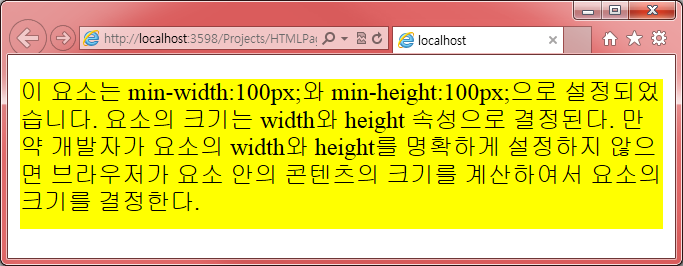 http://localhost:3598/Projects/HTMLPa
localhost
이 요소는 min-width:100px;와 min-height:100px;으로 설정되었
습니다. 요소의 크기는 width와 height 속성으로 결정된다. 만
약 개발자가 요소의 width와 height를 명확하게 설정하지 않으
면 브라우저가 요소 안의 콘텐츠의 크기를 계산하여서 요소의
크기를 결정한다.